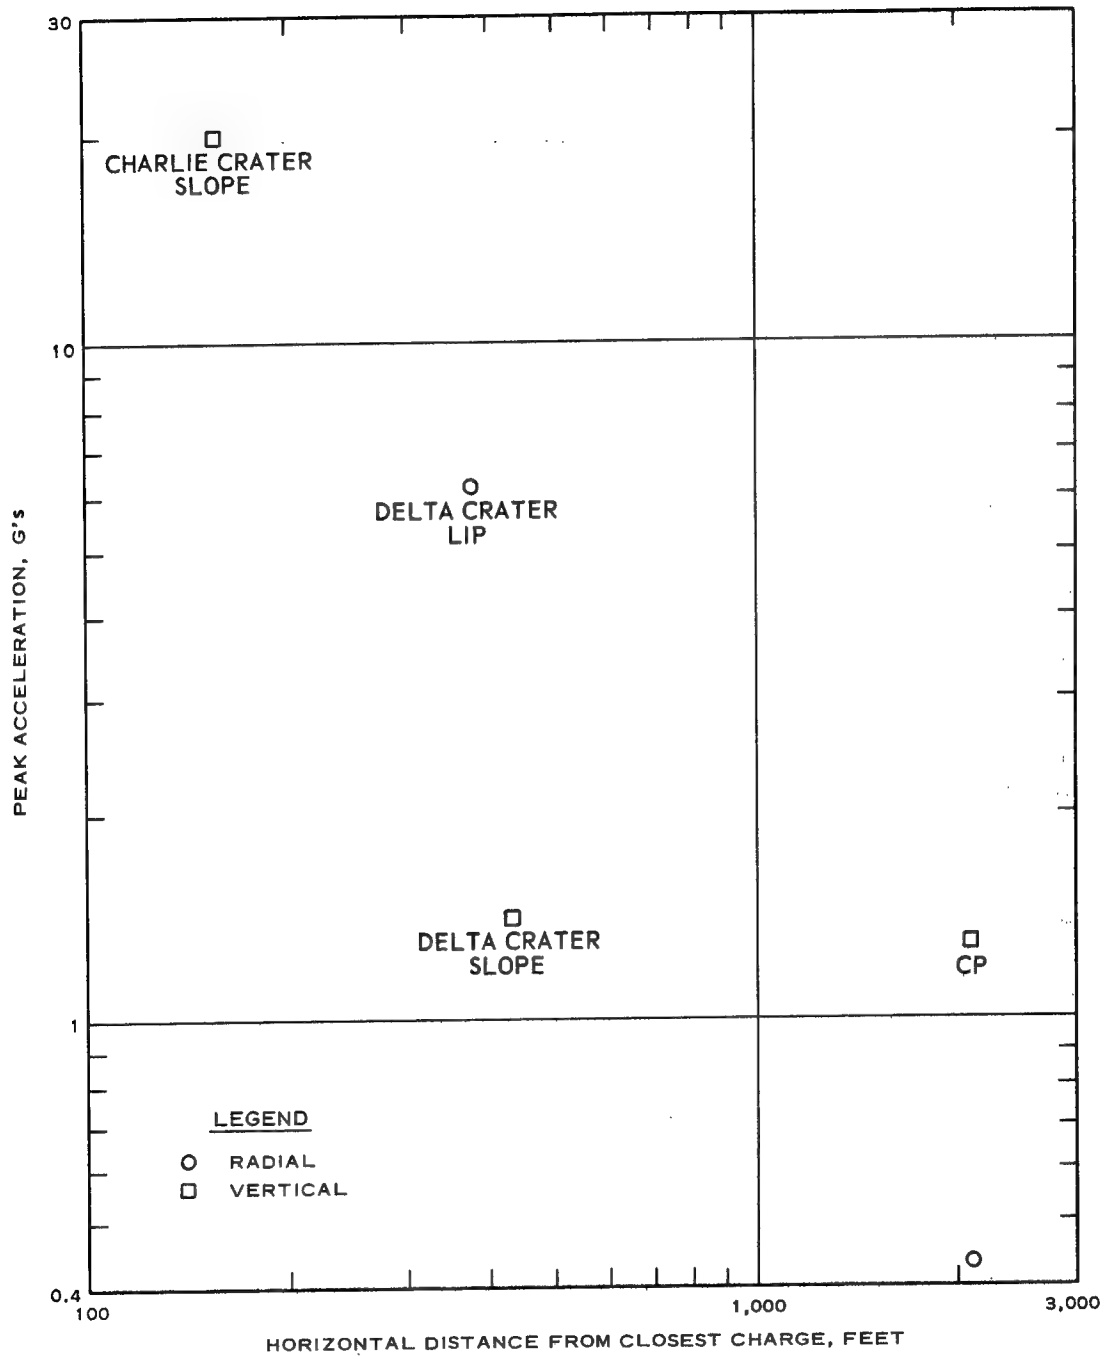 30
CHARLIE CRATER
SLOPE
10
DELTA CRATER
LIP
PEAK ACCELERATION, G's
DELTA CRATER
SLOPE
CP
1
LEGEND
RADIAL
VERTICAL
0.4
100
1,000
3,000
HORIZONTAL DISTANCE FROM CLOSEST CHARGE, FEET